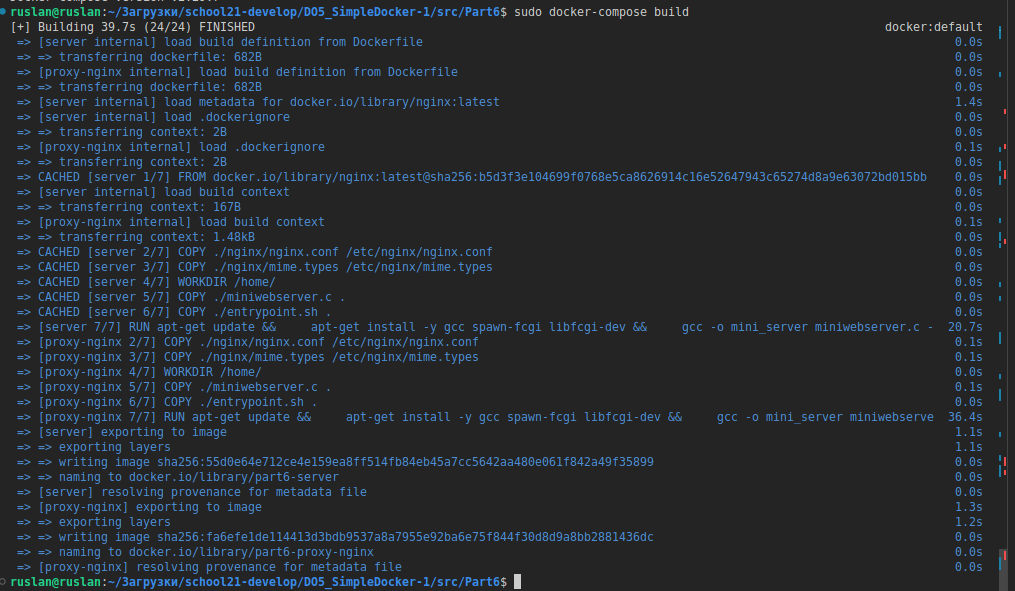 ruslan@ruslan:~/Загрузки/school21-develop/DO5_SimpleDocker-1/src/Part6$ sudo docker-compose build
[+] Building 39.7s (24/24) FINISHED docker:default
=> [server internal] load build definition from Dockerfile 0.0s
=> => transferring dockerfile: 682B 0.0s
=> [proxy-nginx internal] load build definition from Dockerfile 0.0s
=> => transferring dockerfile: 682B 0.0s
=> [server internal] load metadata for docker.io/library/nginx:latest 1.4s
=> [server internal] load .dockerignore 0.0s
=> => transferring context: 2B 0.0s
=> [proxy-nginx internal] load .dockerignore 0.1s
=> => transferring context: 2B 0.0s
=> CACHED [server 1/7] FROM docker.io/library/nginx:latest@sha256:b5d3f3e104699f0768e5ca8626914c16e52647943c65274d8a9e63072bd015bb 0.0s
=> [server internal] load build context 0.0s
=> => transferring context: 167B 0.0s
=> [proxy-nginx internal] load build context 0.1s
=> => transferring context: 1.48kB 0.0s
=> CACHED [server 2/7] COPY ./nginx/nginx.conf /etc/nginx/nginx.conf 0.0s
=> CACHED [server 3/7] COPY ./nginx/mime.types /etc/nginx/mime.types 0.0s
=> CACHED [server 4/7] WORKDIR /home/ 0.0s
=> CACHED [server 5/7] COPY ./miniwebserver.c . 0.0s
=> CACHED [server 6/7] COPY ./entrypoint.sh . 0.0s
=> [server 7/7] RUN apt-get update && apt-get install -y gcc spawn-fcgi libfcgi-dev && gcc -o mini_server miniwebserver.c - 20.7s
=> [proxy-nginx 2/7] COPY ./nginx/nginx.conf /etc/nginx/nginx.conf 0.1s
=> [proxy-nginx 3/7] COPY ./nginx/mime.types /etc/nginx/mime.types 0.1s
=> [proxy-nginx 4/7] WORKDIR /home/ 0.0s
=> [proxy-nginx 5/7] COPY ./miniwebserver.c . 0.1s
=> [proxy-nginx 6/7] COPY ./entrypoint.sh . 0.0s
=> [proxy-nginx 7/7] RUN apt-get update && apt-get install -y gcc spawn-fcgi libfcgi-dev && gcc -o mini_server miniwebserve 36.4s
=> [server] exporting to image 1.1s
=> => exporting layers 1.1s
=> => writing image sha256:55d0e64e712ce4e159ea8ff514fb84eb45a7cc5642aa480e061f842a49f35899 0.0s
=> => naming to docker.io/library/part6-server 0.0s
=> [server] resolving provenance for metadata file 0.0s
=> [proxy-nginx] exporting to image 1.3s
=> => exporting layers 1.2s
=> => writing image sha256:fa6efe1de114413d3bdb9537a8a7955e92ba6e75f844f30d8d9a8bb2881436dc 0.0s
=> => naming to docker.io/library/part6-proxy-nginx 0.0s
=> [proxy-nginx] resolving provenance for metadata file 0.0s
ruslan@ruslan:~/Загрузки/school21-develop/DO5_SimpleDocker-1/src/Part6$